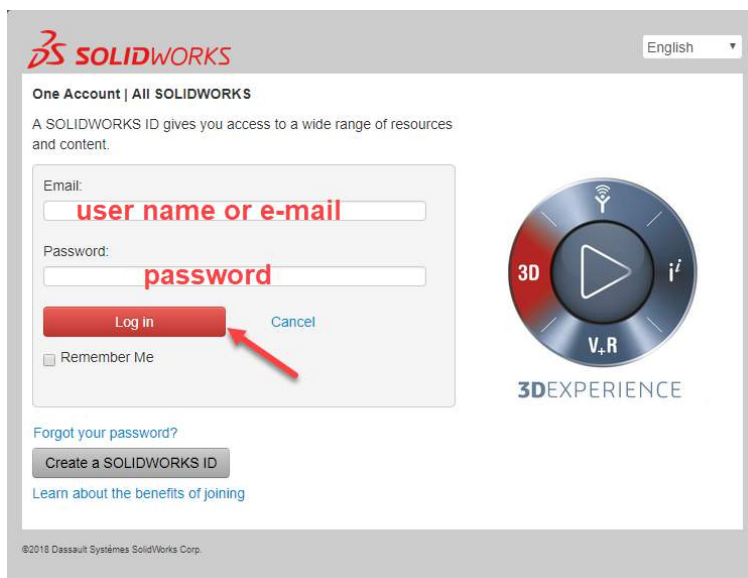 3S SOLIDWORKS
English
One Account | All SOLIDWORKS
A SOLIDWORKS ID gives you access to a wide range of resources
and content.
Email:
user name or e-mail
Password:
password
Log in
Cancel
Remember Me
3D
i^i
V+R
3DEXPERIENCE
Forgot your password?
Create a SOLIDWORKS ID
Learn about the benefits of joining
©2018 Dassault Systèmes SolidWorks Corp.